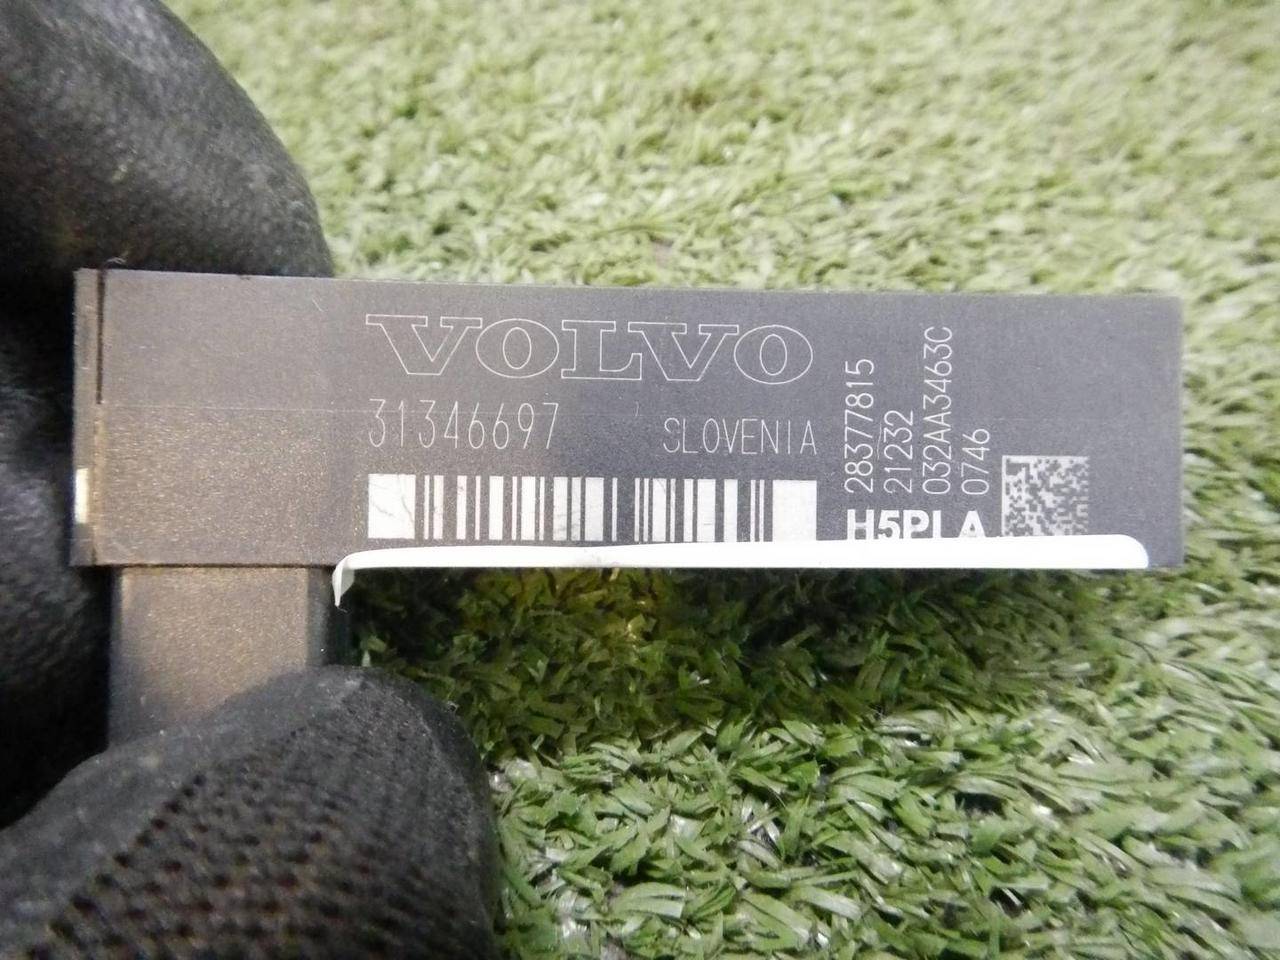 VOLVO
31346697 SLOVENIA
28377815
21232
032AA3463C
0746
H5PLA